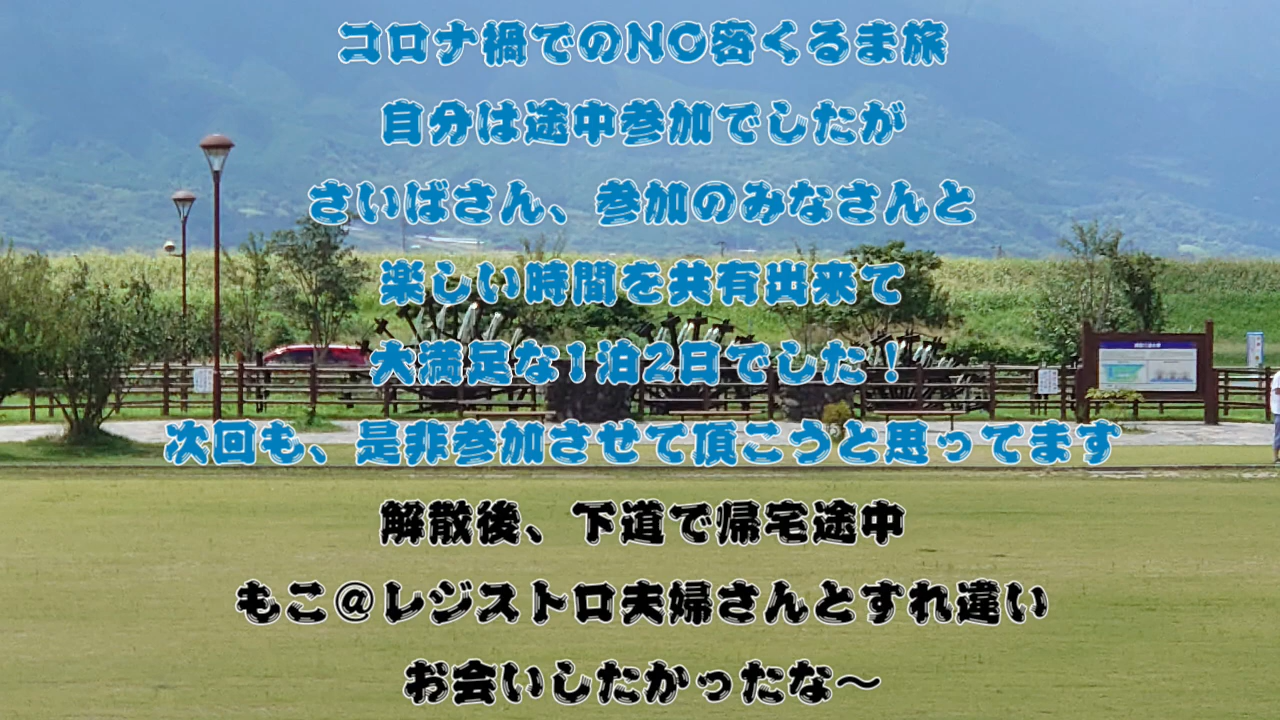 コロナ禍でのNO密くるま旅
自分は途中参加でしたが
さいばさん、参加のみなさんと
楽しい時間を共有出来て
大満足な1泊2日でした！
次回も、是非参加させて頂こうと思ってます
解散後、下道で帰宅途中
もこ@レジストロ夫婦さんとすれ違い
お会いしたかったな～